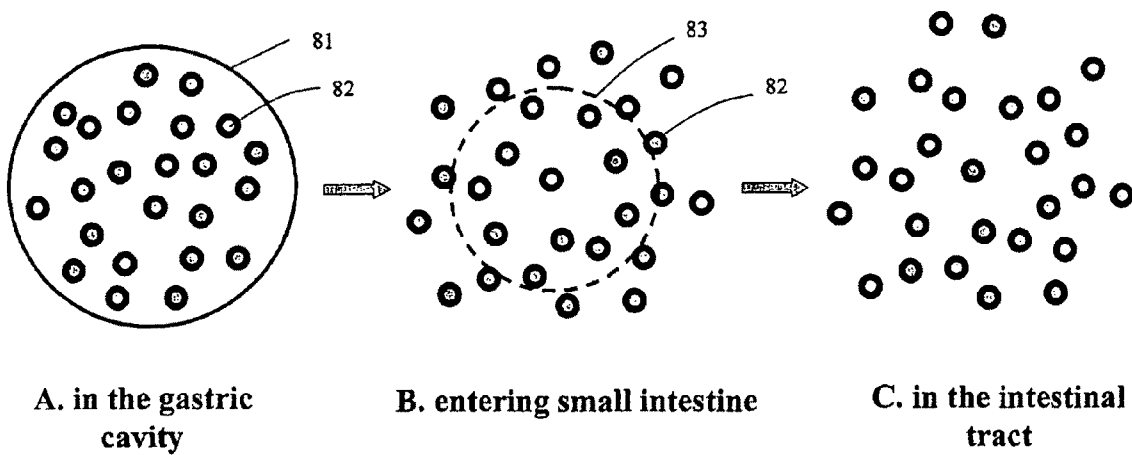 81
82
83
82
A. in the gastric
cavity
B. entering small intestine
C. in the intestinal
tract